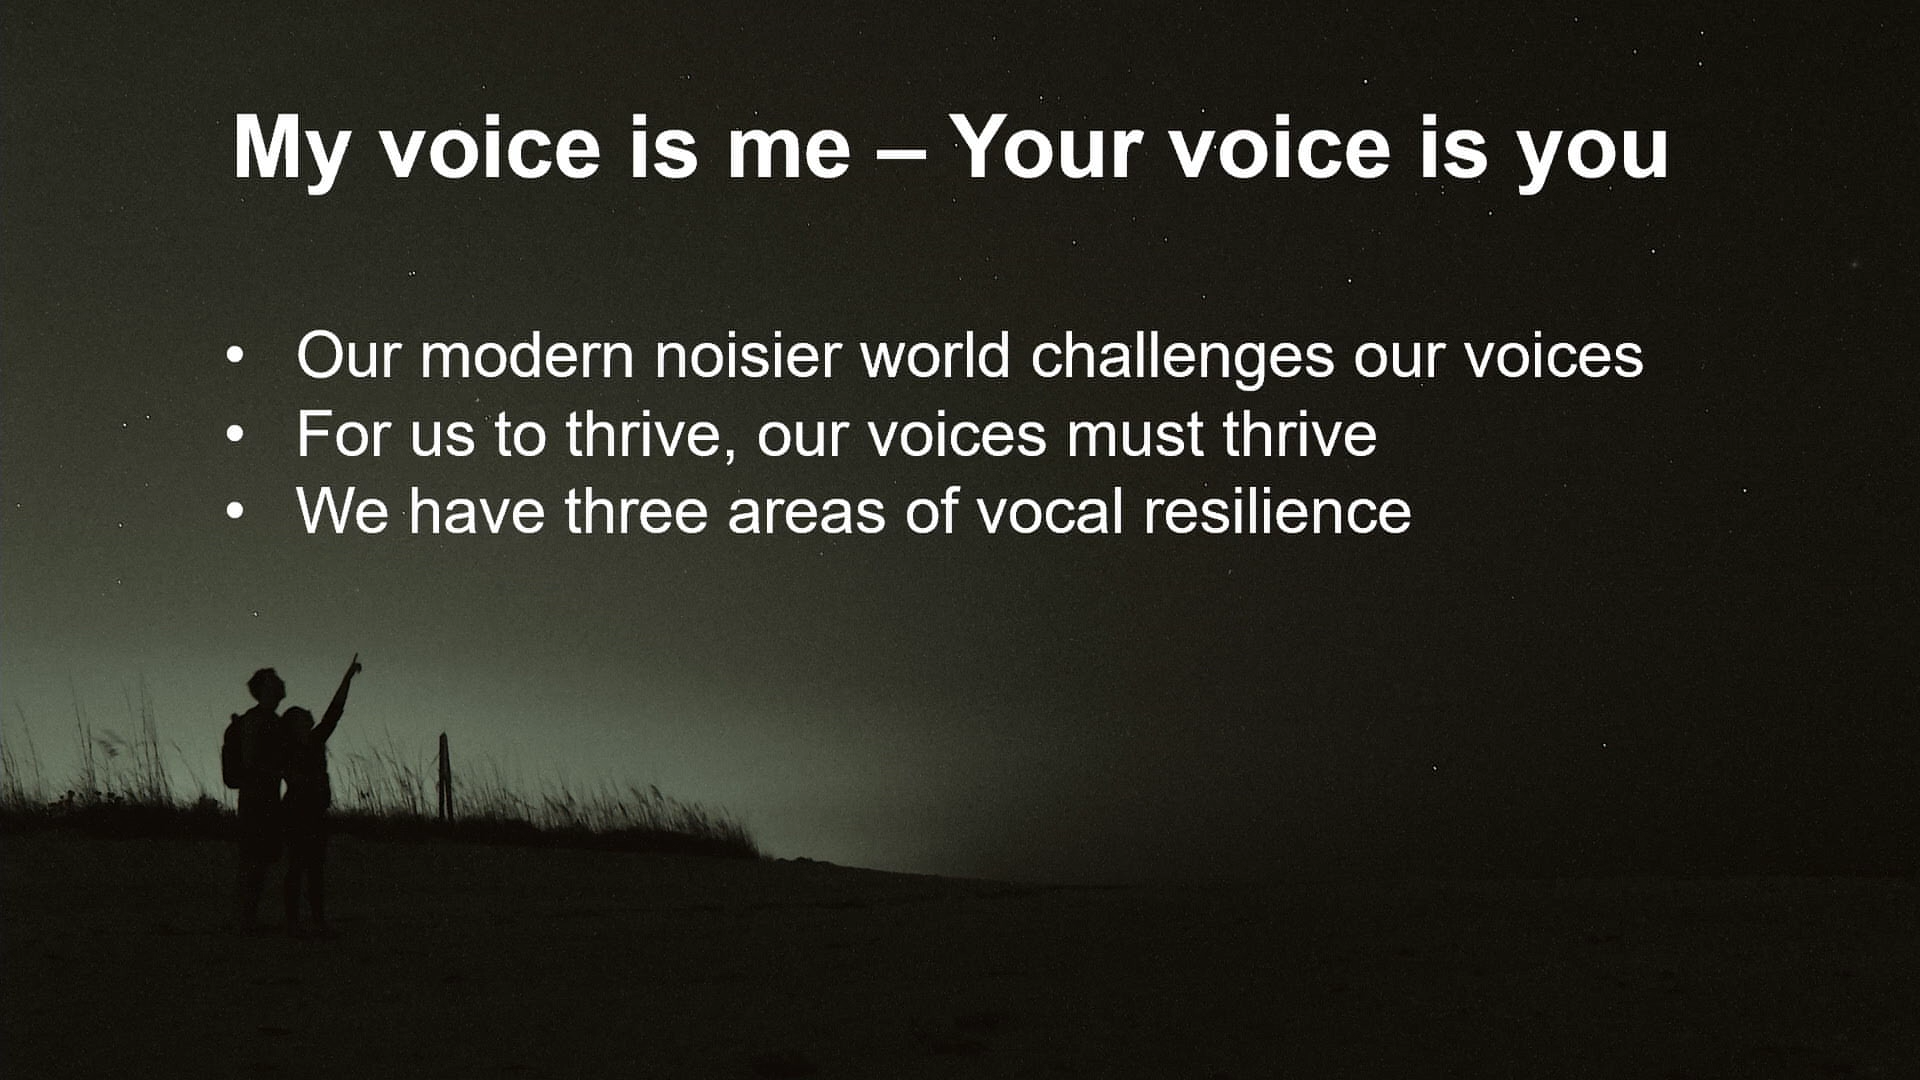 My voice is me – Your voice is you
• Our modern noisier world challenges our voices
• For us to thrive, our voices must thrive
• We have three areas of vocal resilience